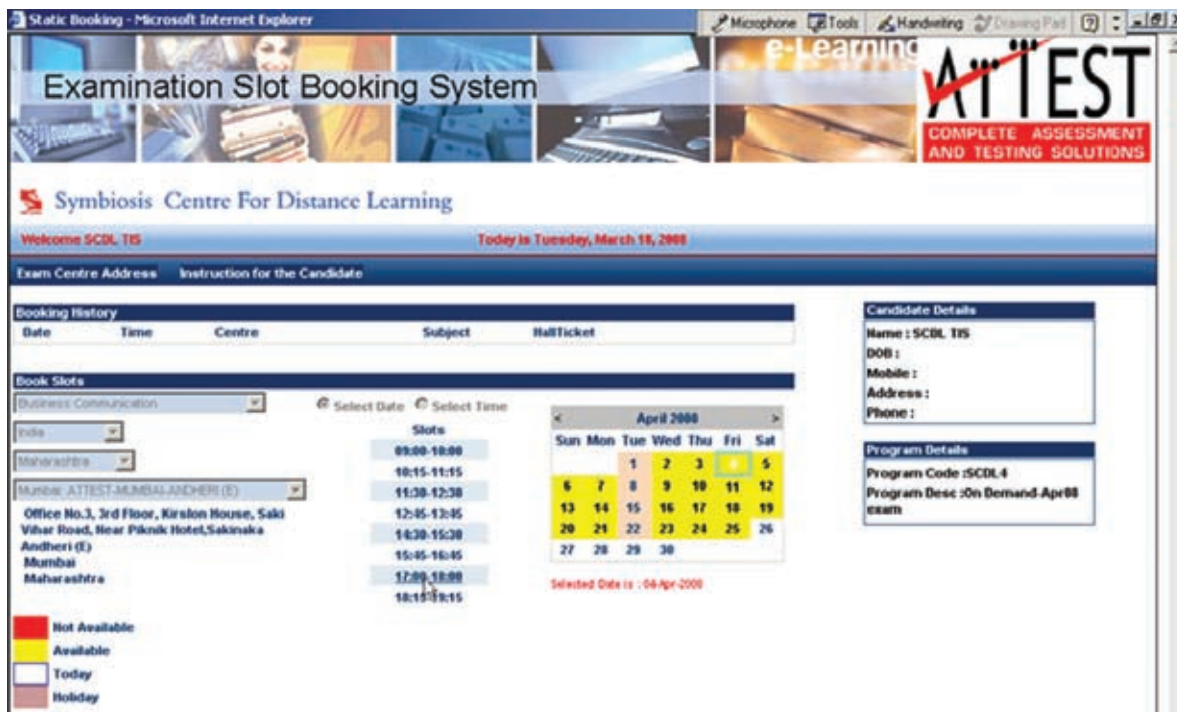 Static Booking - Microsoft Internet Explorer
Microphone Tools Handwriting Drawing Pad
e-Learning
Examination Slot Booking System
ATTEST
COMPLETE ASSESSMENT
AND TESTING SOLUTIONS
Symbiosis Centre For Distance Learning
Welcome SCDL TIS Today is Tuesday, March 18, 2008
Exam Centre Address Instruction for the Candidate
Booking History
Date Time Centre Subject HallTicket
Candidate Details
Name : SCDL TIS
DOB :
Mobile :
Address :
Phone :
Book Slots
Business Communication
India
Maharashtra
Mumbai: ATTEST-MUMBAI-ANDHERI (E)
Office No.3, 3rd Floor, Kirslon House, Saki
Vihar Road, Near Piknik Hotel,Sakinaka
Andheri (E)
Mumbai
Maharashtra
Select Date Select Time
Slots
09:00-10:00
10:15-11:15
11:30-12:30
12:45-13:45
14:30-15:30
15:45-16:45
17:00-18:00
18:15-19:15
< April 2008 >
Sun Mon Tue Wed Thu Fri Sat
1 2 3 4 5
6 7 8 9 10 11 12
13 14 15 16 17 18 19
20 21 22 23 24 25 26
27 28 29 30
Selected Date is : 04-Apr-2008
Program Details
Program Code :SCDL4
Program Desc :On Demand-Apr08
exam
Not Available
Available
Today
Holiday